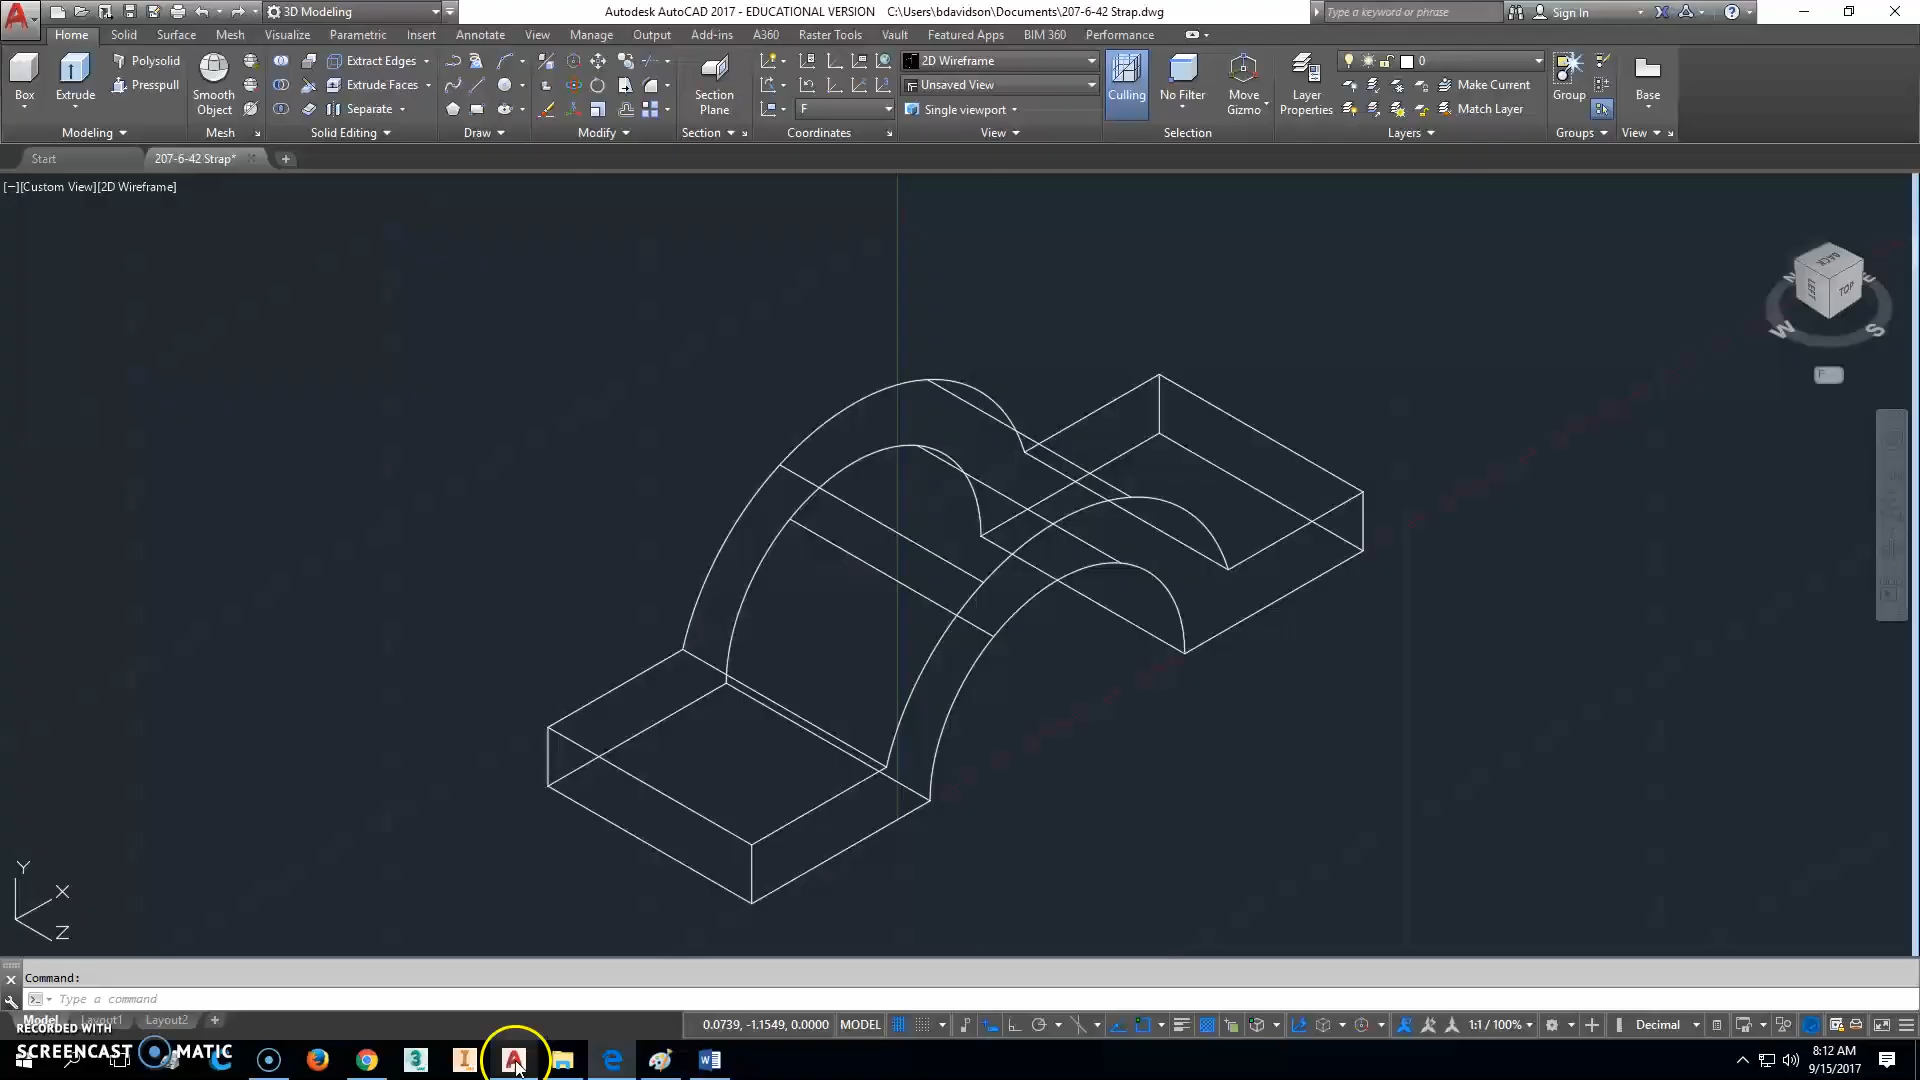 3D Modeling
Autodesk AutoCAD 2017 - EDUCATIONAL VERSION C:\Users\bdavidson\Documents\207-6-42 Strap.dwg
Type a keyword or phrase
Sign In
Home Solid Surface Mesh Visualize Parametric Insert Annotate View Manage Output Add-ins A360 Raster Tools Vault Featured Apps BIM 360 Performance
Polysolid Extract Edges 2D Wireframe 0
Presspull Extrude Faces Unsaved View Make Current
Box Extrude Smooth Object Separate Section Plane F Single viewport Culling No Filter Move Gizmo Layer Properties Match Layer Group Base
Modeling Mesh Solid Editing Draw Modify Section Coordinates View Selection Layers Groups View
Start 207-6-42 Strap*
[−][Custom View][2D Wireframe]
BACK
LEFT TOP
W S
F
Y
X
Z
Command:
Type a command
Model Layout1 Layout2
0.0739, -1.1549, 0.0000 MODEL 1:1 / 100% Decimal
RECORDED WITH
SCREENCAST MATIC
8:12 AM
9/15/2017